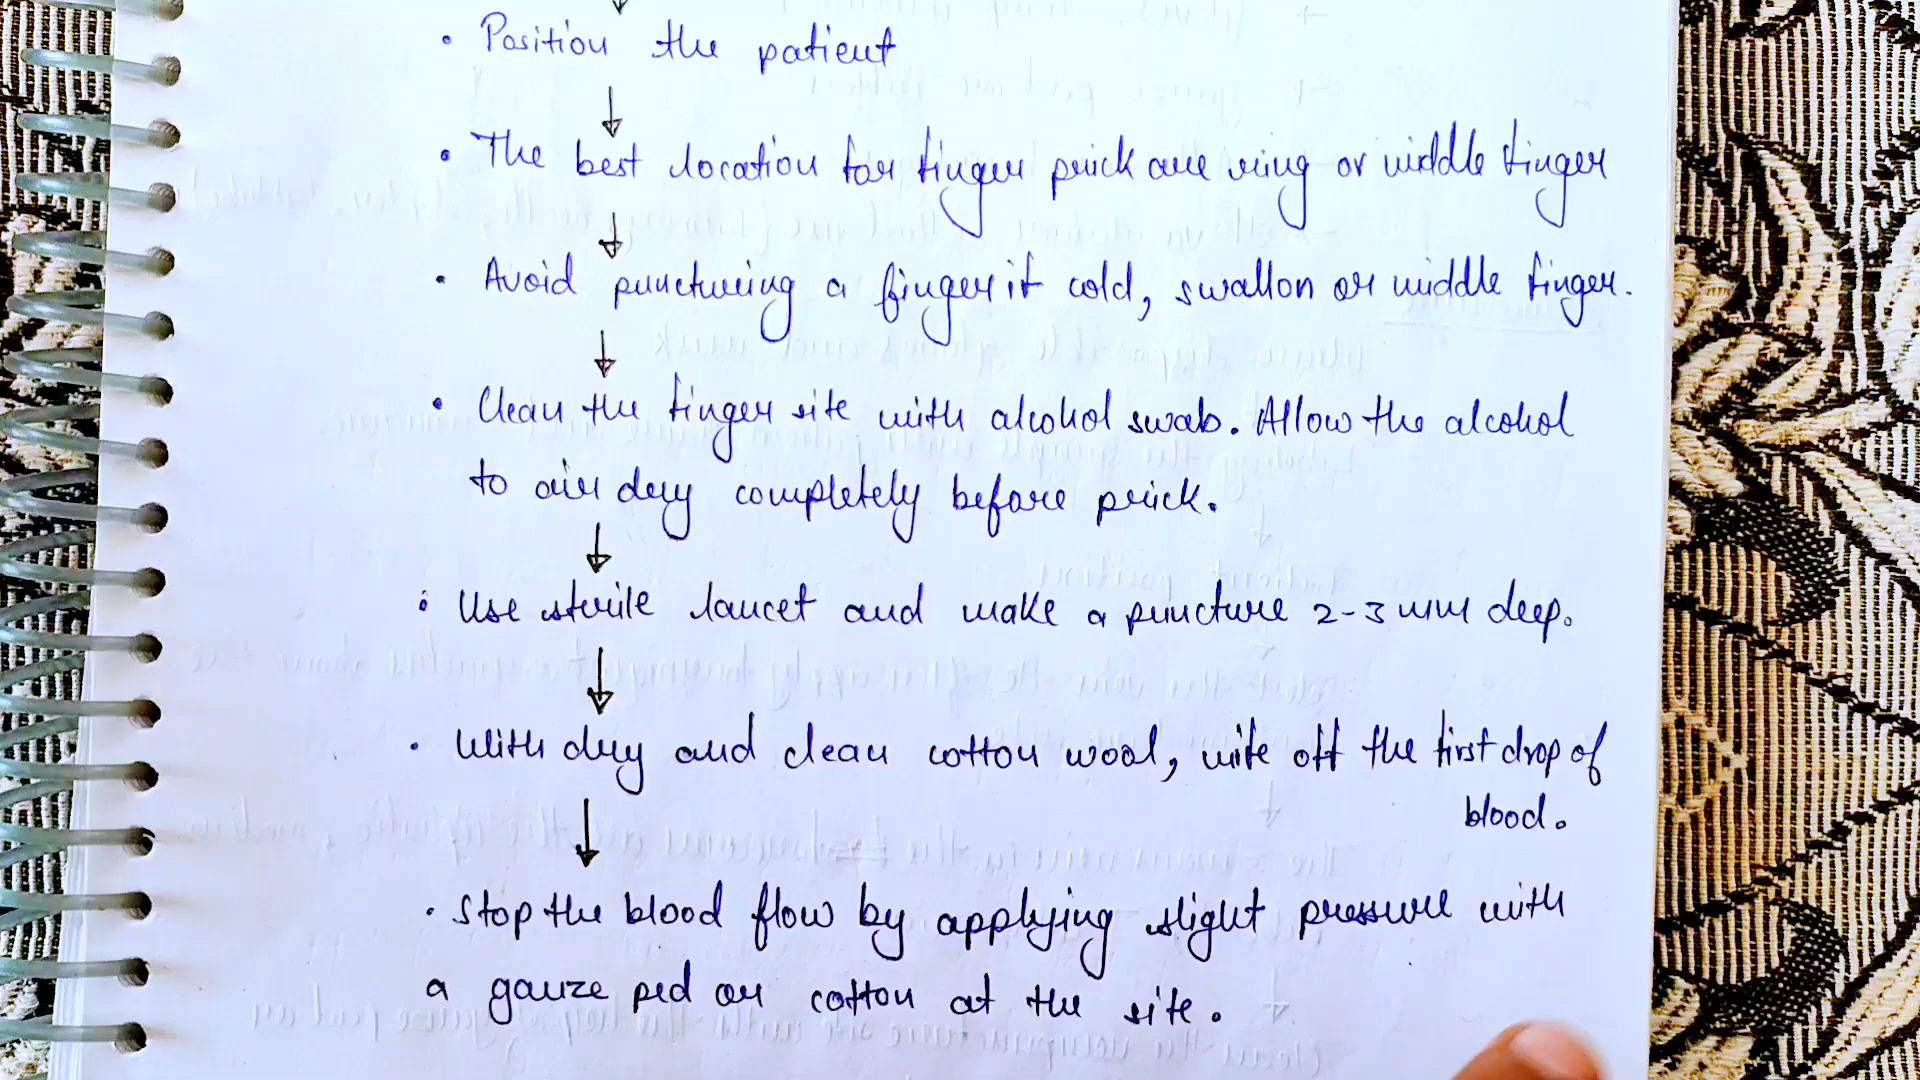 • Position the patient
↓
• The best location for finger prick are ring or middle finger
↓
• Avoid puncturing a finger if cold, swallon or middle finger.
↓
• Clean the finger site with alcohol swab. Allow the alcohol
to air dry completely before prick.
↓
• Use sterile lancet and make a puncture 2-3 mm deep.
↓
• With dry and clean cotton wool, wife off the first drop of
blood.
↓
• Stop the blood flow by applying slight pressure with
a gauze ped or cotton at the site.